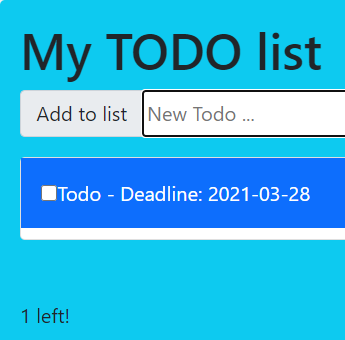 My TODO list
Add to list New Todo ...
Todo - Deadline: 2021-03-28
1 left!